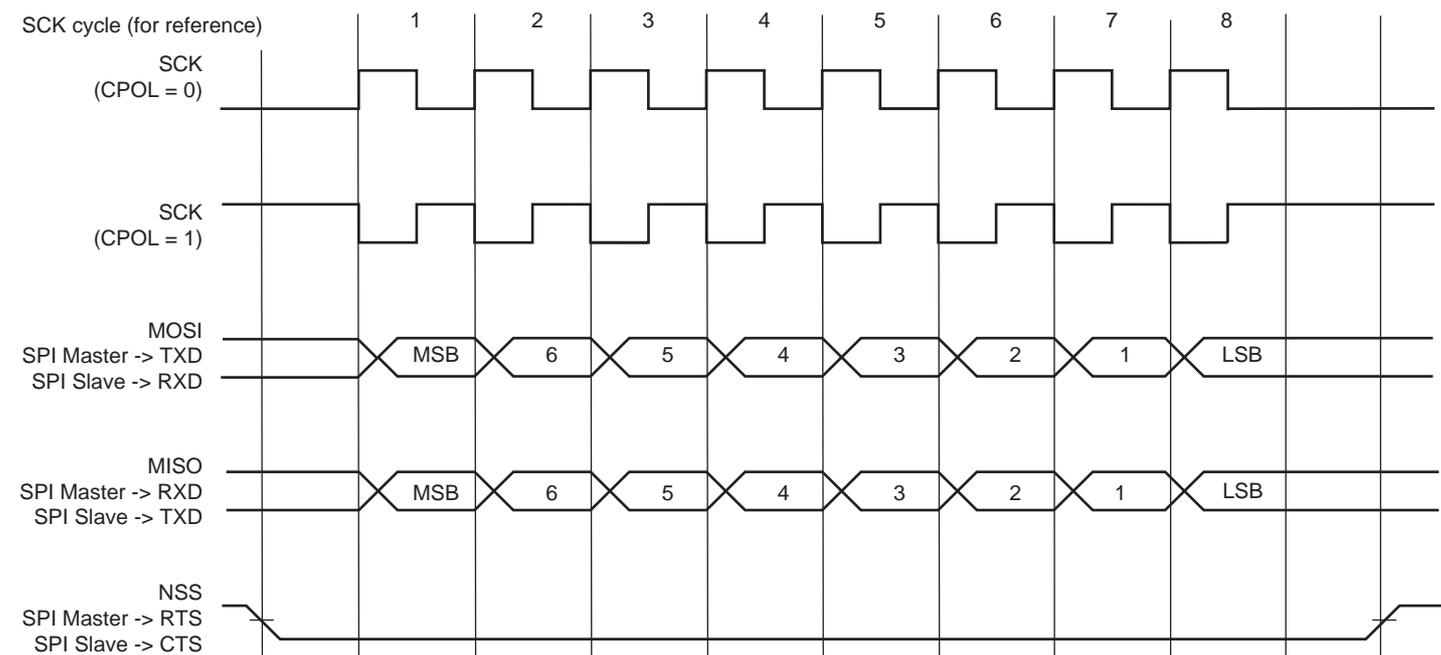 SCK cycle (for reference)
1 2 3 4 5 6 7 8
SCK
(CPOL = 0)
SCK
(CPOL = 1)
MOSI
SPI Master -> TXD
SPI Slave -> RXD
MSB 6 5 4 3 2 1 LSB
MISO
SPI Master -> RXD
SPI Slave -> TXD
MSB 6 5 4 3 2 1 LSB
NSS
SPI Master -> RTS
SPI Slave -> CTS